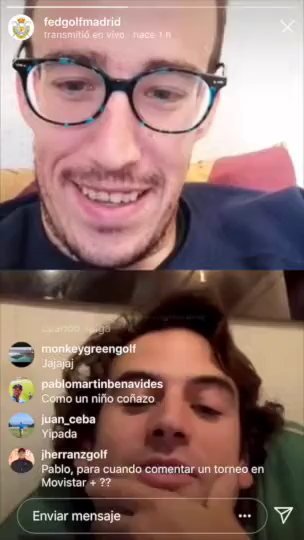 fedgolfmadrid
transmitió en vivo · hace 1 h
monkeygreengolf
Jajajaj
pablomartinbenavides
Como un niño coñazo
juan_ceba
Yipada
jherranzgolf
Pablo, para cuando comentar un torneo en
Movistar + ??
Enviar mensaje